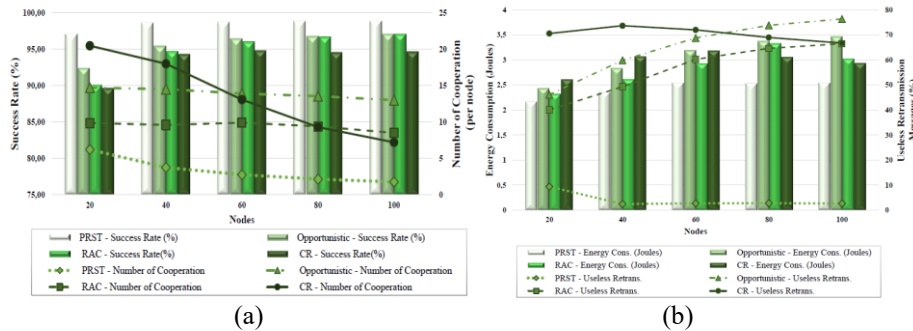 100,00
95,00
90,00
85,00
80,00
75,00
Success Rate (%)
25
20
15
10
5
0
Number of Cooperation
(per node)
20 40 60 80 100
Nodes
PRST - Success Rate (%) Opportunistic - Success Rate (%)
RAC - Success Rate(%) CR - Success Rate(%)
PRST - Number of Cooperation Opportunistic - Number of Cooperation
RAC - Number of Cooperation CR - Number of Cooperation
(a)
4
3,5
3
2,5
2
1,5
1
0,5
0
Energy Consumption (Joules)
80
70
60
50
40
30
20
10
0
Useless Retransmission
20 40 60 80 100
Nodes
PRST - Energy Cons. (Joules) Opportunistic - Energy Cons. (Joules)
RAC - Energy Cons. (Joules) CR - Energy Cons. (Joules)
PRST - Useless Retrans. Opportunistic - Useless Retrans.
RAC - Useless Retrans. CR - Useless Retrans.
(b)